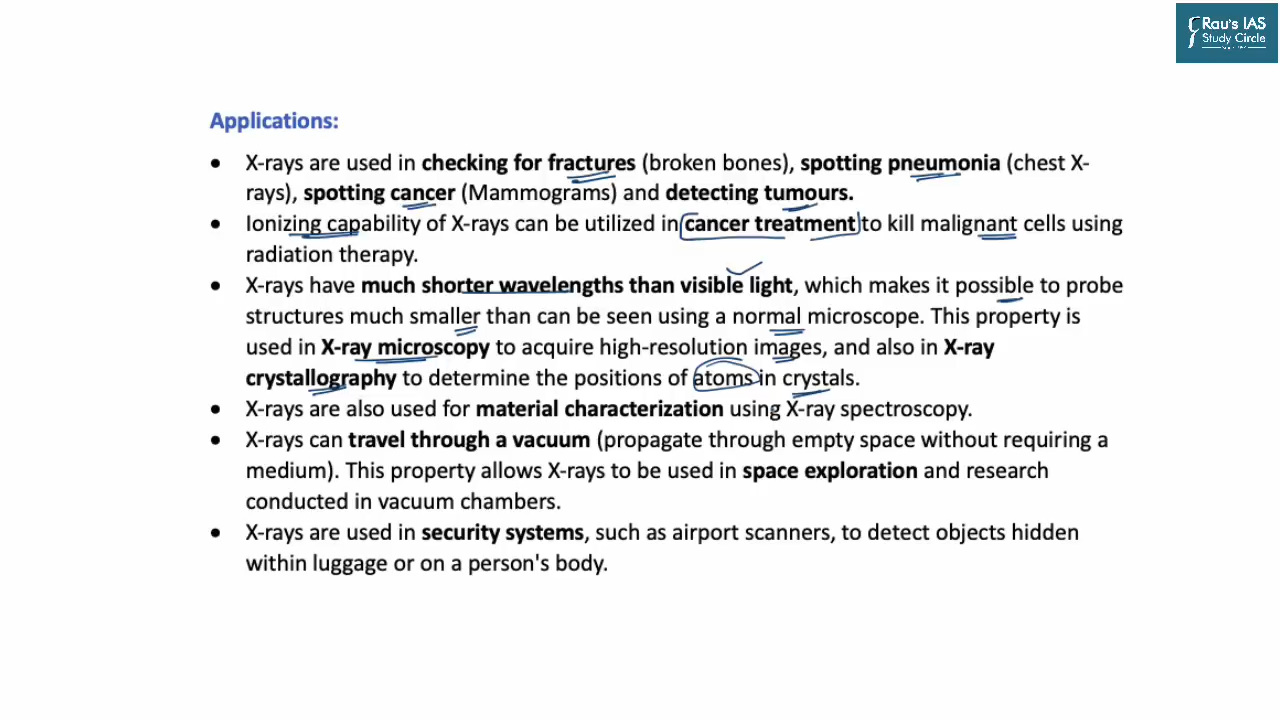 Rau's IAS
Study Circle
Applications:
• X-rays are used in checking for fractures (broken bones), spotting pneumonia (chest X-
rays), spotting cancer (Mammograms) and detecting tumours.
• Ionizing capability of X-rays can be utilized in cancer treatment to kill malignant cells using
radiation therapy.
• X-rays have much shorter wavelengths than visible light, which makes it possible to probe
structures much smaller than can be seen using a normal microscope. This property is
used in X-ray microscopy to acquire high-resolution images, and also in X-ray
crystallography to determine the positions of atoms in crystals.
• X-rays are also used for material characterization using X-ray spectroscopy.
• X-rays can travel through a vacuum (propagate through empty space without requiring a
medium). This property allows X-rays to be used in space exploration and research
conducted in vacuum chambers.
• X-rays are used in security systems, such as airport scanners, to detect objects hidden
within luggage or on a person's body.